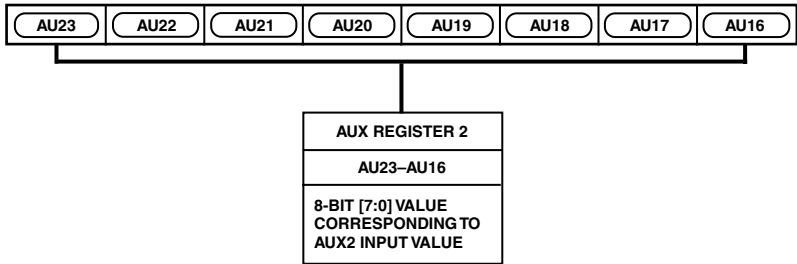 AU23 AU22 AU21 AU20 AU19 AU18 AU17 AU16
AUX REGISTER 2
AU23–AU16
8-BIT [7:0] VALUE
CORRESPONDING TO
AUX2 INPUT VALUE